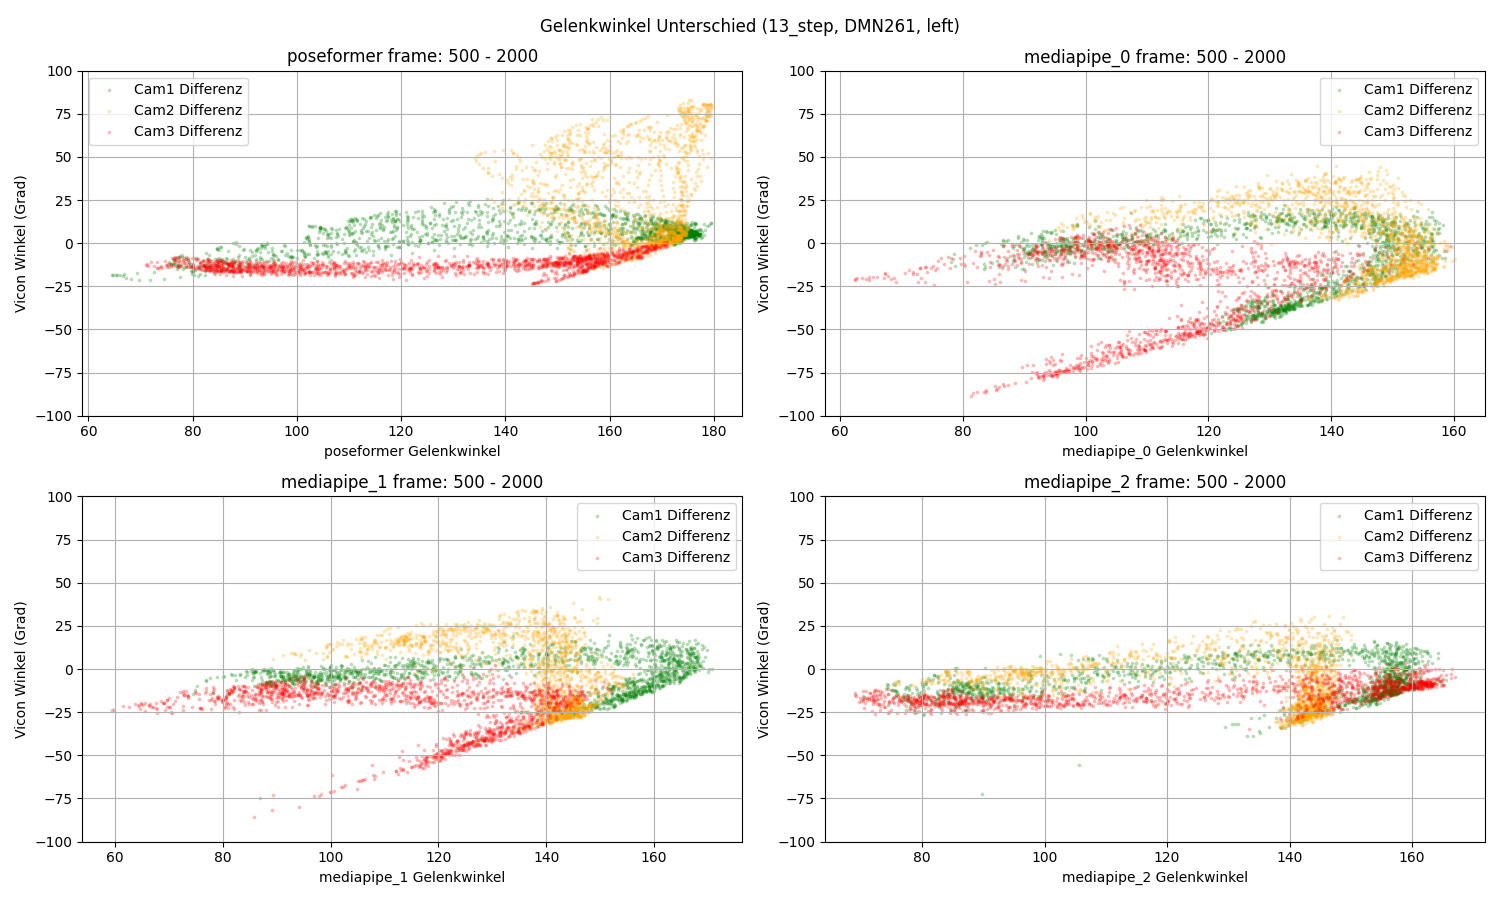 Gelenkwinkel Unterschied (13_step, DMN261, left)
poseformer frame: 500 - 2000
Vicon Winkel (Grad)
100
75
50
25
0
−25
−50
−75
−100
Cam1 Differenz
Cam2 Differenz
Cam3 Differenz
60 80 100 120 140 160 180
poseformer Gelenkwinkel
mediapipe_0 frame: 500 - 2000
Vicon Winkel (Grad)
100
75
50
25
0
−25
−50
−75
−100
Cam1 Differenz
Cam2 Differenz
Cam3 Differenz
60 80 100 120 140 160
mediapipe_0 Gelenkwinkel
mediapipe_1 frame: 500 - 2000
Vicon Winkel (Grad)
100
75
50
25
0
−25
−50
−75
−100
Cam1 Differenz
Cam2 Differenz
Cam3 Differenz
60 80 100 120 140 160
mediapipe_1 Gelenkwinkel
mediapipe_2 frame: 500 - 2000
Vicon Winkel (Grad)
100
75
50
25
0
−25
−50
−75
−100
Cam1 Differenz
Cam2 Differenz
Cam3 Differenz
80 100 120 140 160
mediapipe_2 Gelenkwinkel